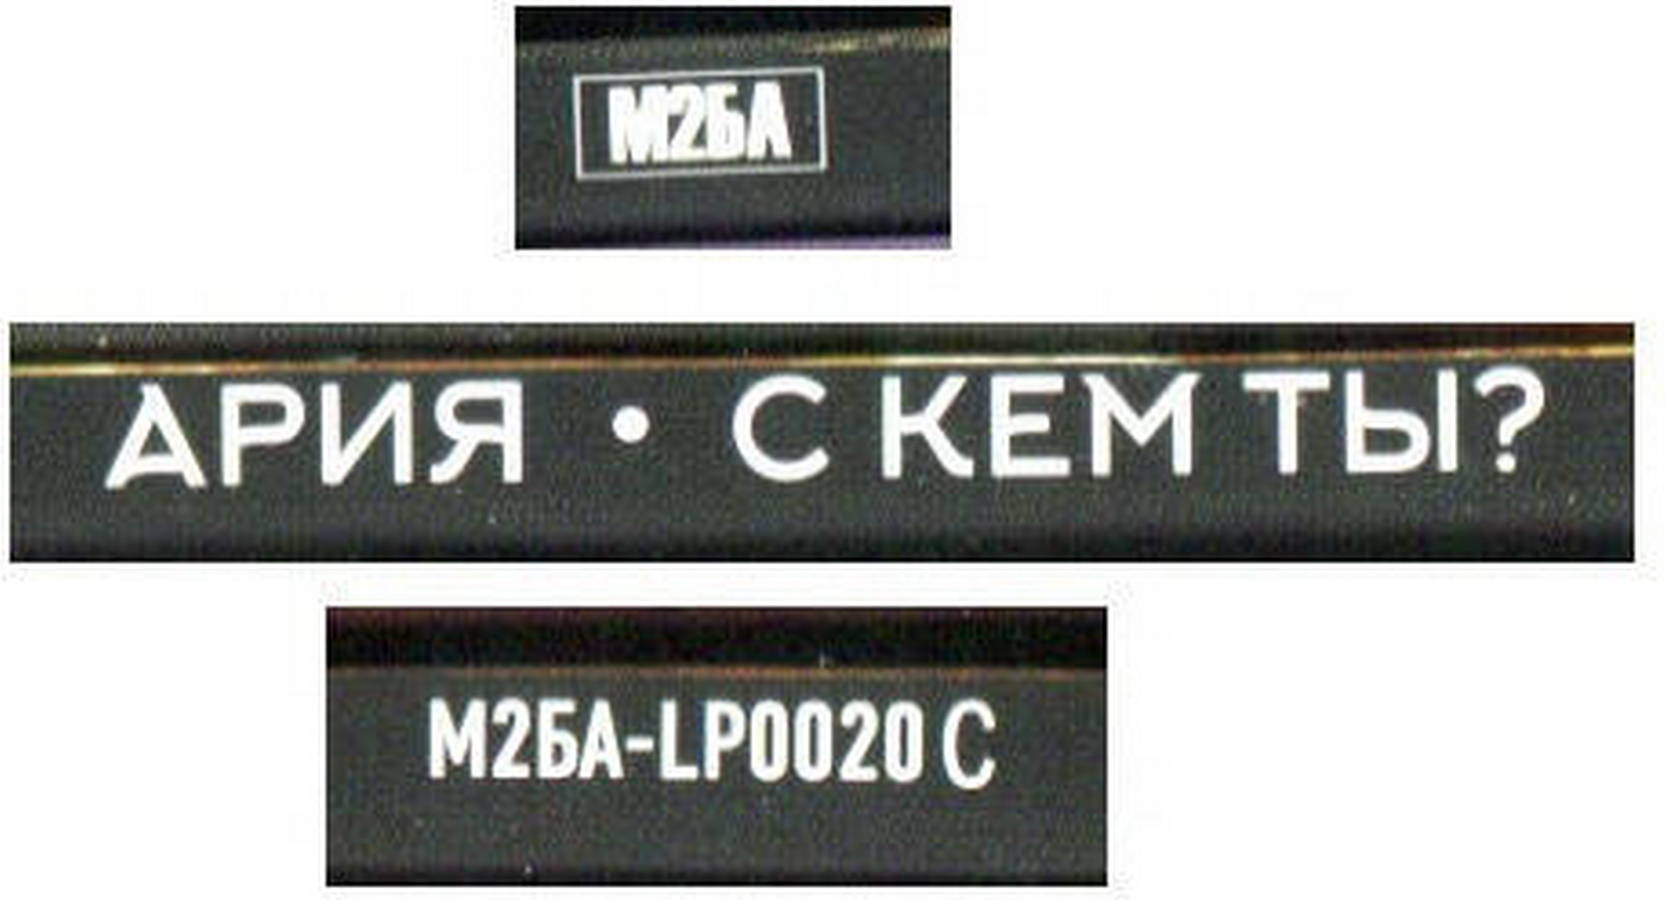 М2БА
АРИЯ • С КЕМ ТЫ?
М2БА-LP0020 C